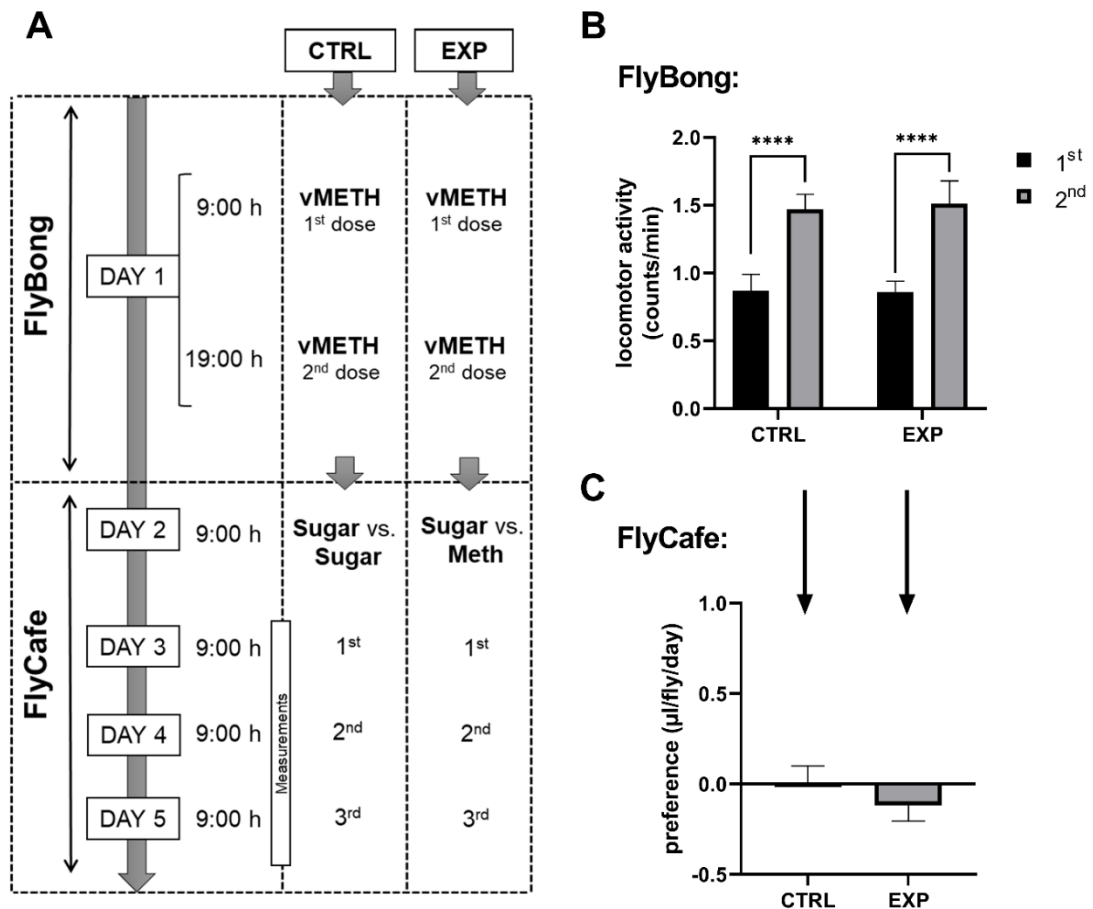 A
CTRL
EXP
FlyBong
DAY 1
9:00 h
vMETH
1st dose
vMETH
1st dose
19:00 h
vMETH
2nd dose
vMETH
2nd dose
FlyCafe
DAY 2
9:00 h
Sugar vs.
Sugar
Sugar vs.
Meth
Measurements
DAY 3
9:00 h
1st
1st
DAY 4
9:00 h
2nd
2nd
DAY 5
9:00 h
3rd
3rd
B
FlyBong:
locomotor activity
(counts/min)
2.0
1.5
1.0
0.5
0.0
****
****
1st
2nd
CTRL
EXP
C
FlyCafe:
preference (µl/fly/day)
1.0
0.5
0.0
-0.5
CTRL
EXP